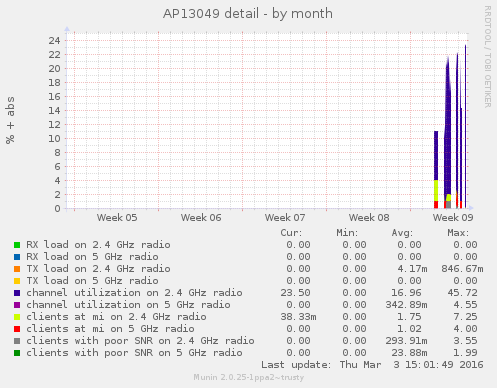 AP13049 detail - by month
RRDTOOL / TOBI OETIKER
% + abs
24
22
20
18
16
14
12
10
8
6
4
2
0
Week 05 Week 06 Week 07 Week 08 Week 09
Cur: Min: Avg: Max:
RX load on 2.4 GHz radio 0.00 0.00 0.00 0.00
RX load on 5 GHz radio 0.00 0.00 0.00 0.00
TX load on 2.4 GHz radio 0.00 0.00 4.17m 846.67m
TX load on 5 GHz radio 0.00 0.00 0.00 0.00
channel utilization on 2.4 GHz radio 23.50 0.00 16.96 45.72
channel utilization on 5 GHz radio 0.00 0.00 342.89m 4.55
clients at mi on 2.4 GHz radio 38.33m 0.00 1.75 7.25
clients at mi on 5 GHz radio 0.00 0.00 1.02 4.00
clients with poor SNR on 2.4 GHz radio 0.00 0.00 293.91m 3.55
clients with poor SNR on 5 GHz radio 0.00 0.00 23.88m 1.99
Last update: Thu Mar 3 15:01:49 2016
Munin 2.0.25-1ppa2~trusty